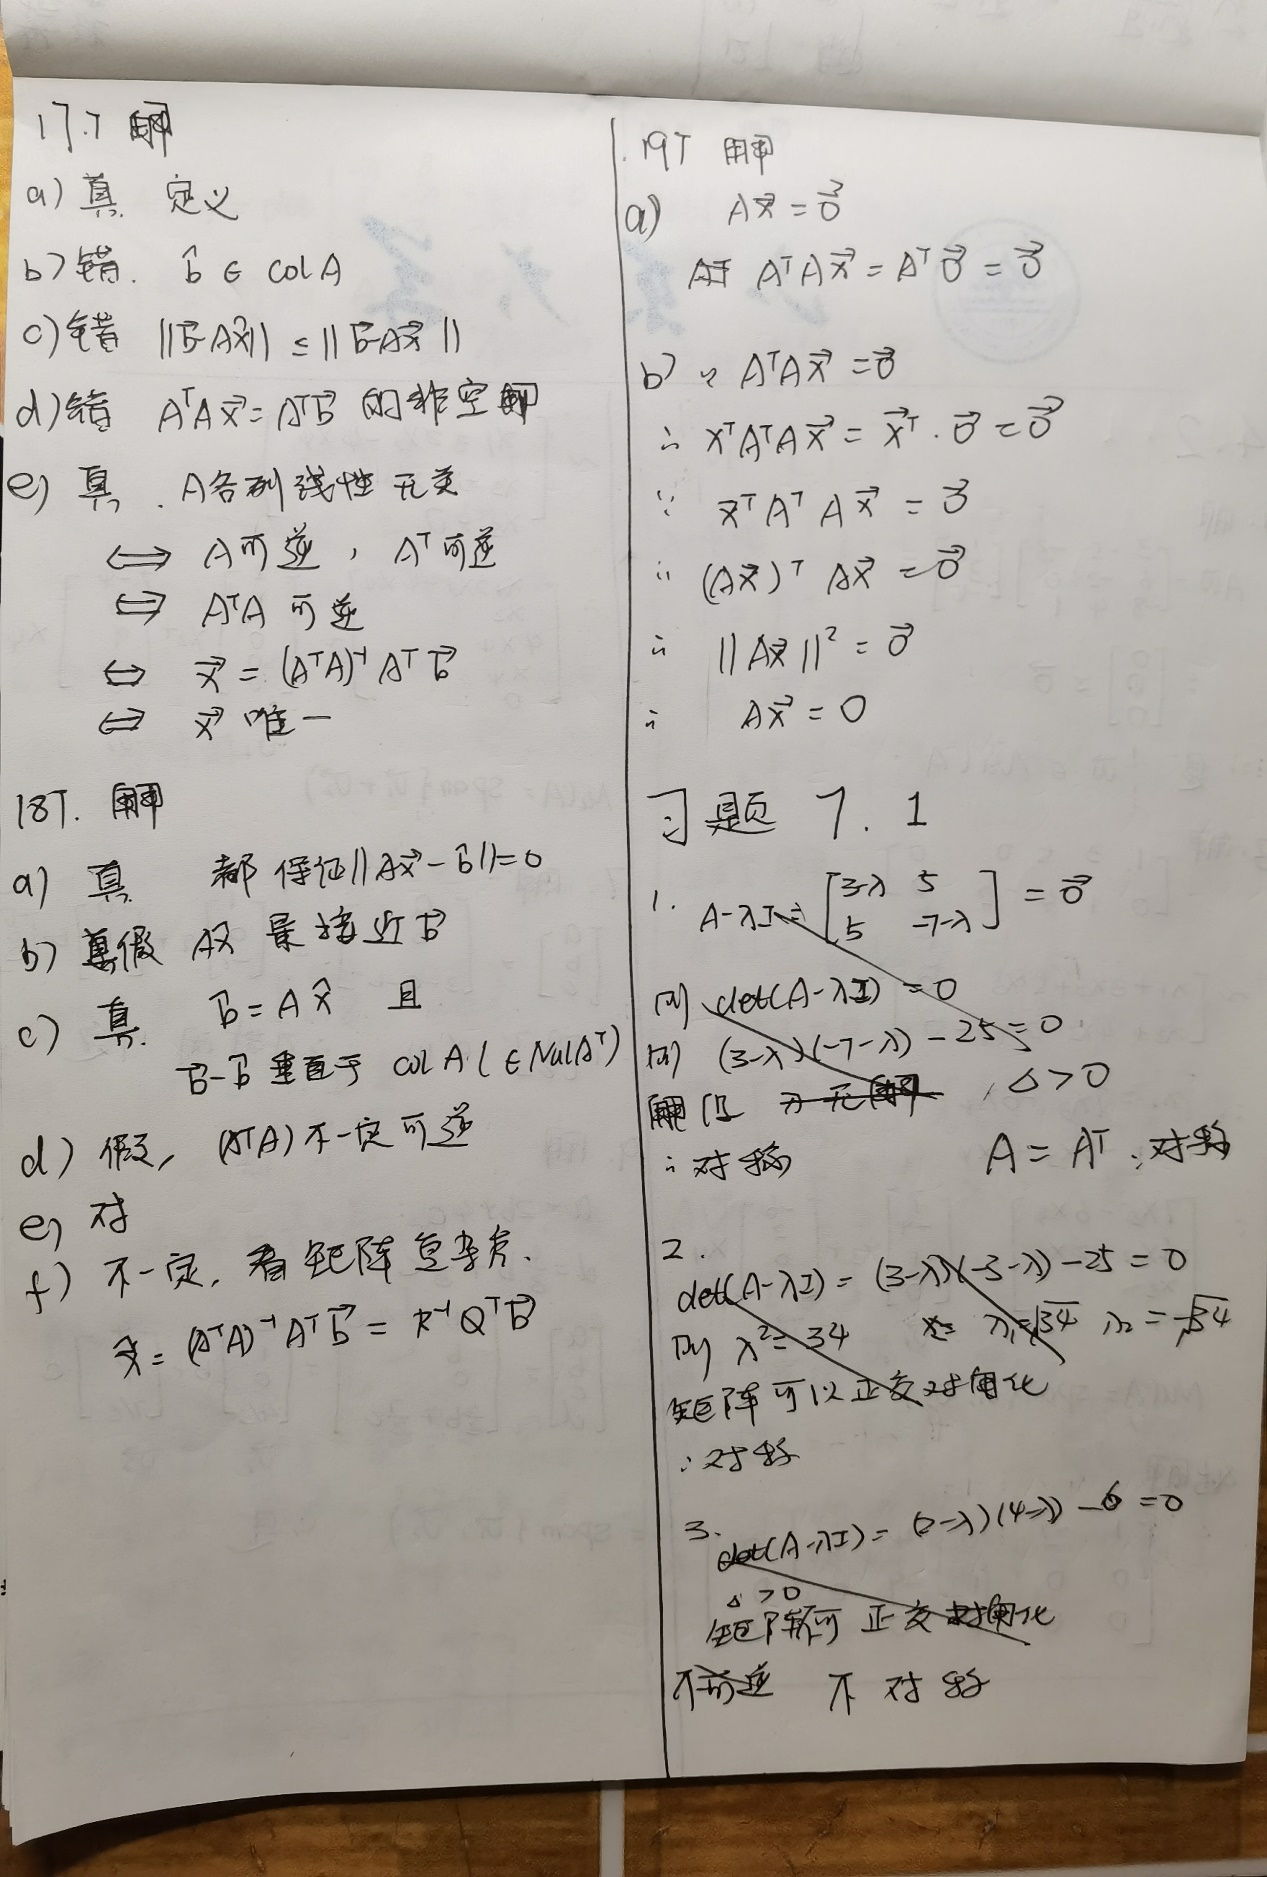 17.T 解
a) 真 定义
b) 错. b̂ ∈ col A
c) 错 ||b⃗-Ax̂|| ≤ ||b⃗-Ax⃗||
d) 错 AᵀAx⃗ = Aᵀb⃗ 的非空解
e) 真. A各列线性无关
⇔ A可逆, Aᵀ可逆
⇔ AᵀA 可逆
⇔ x⃗ = (AᵀA)⁻¹Aᵀb⃗
⇔ x⃗ 唯一
18T. 解
a) 真 都保证||Ax⃗-b̂||=0
b) 真假 Ax̂ 最接近b⃗
c) 真. b̂ = Ax̂ 且
b⃗-b̂ 垂直于 col A (∈ Nul Aᵀ)
d) 假, (AᵀA)不一定可逆
e) 对
f) 不一定, 看矩阵复杂度.
x̂ = (AᵀA)⁻¹Aᵀb⃗ = R⁻¹Qᵀb⃗
19T 解
a) Ax⃗ = 0⃗
AᵀAx⃗ = Aᵀ0⃗ = 0⃗
b) ∵ AᵀAx⃗ = 0⃗
∴ xᵀAᵀAx⃗ = x⃗ᵀ·0⃗ = 0⃗
∵ x⃗ᵀAᵀAx⃗ = 0⃗
∴ (Ax⃗)ᵀAx⃗ = 0⃗
∴ ||Ax⃗||² = 0⃗
∴ Ax⃗ = 0
习题 7.1
1. A-λI = [3-λ 5
5 -7-λ] = 0⃗
则 det(A-λI) = 0
则 (3-λ)(-7-λ)-25 = 0
解得 λ无解, Δ>0
∴对称 A = Aᵀ ∴对称
2.
det(A-λI) = (3-λ)(-3-λ)-25 = 0
则 λ² = 34 λ₁=√34 λ₂=-√34
矩阵可以正交对角化
∴对称
3.
det(A-λI) = (2-λ)(4-λ)-6 = 0
Δ>0
矩阵可正交对角化
不可逆 不对称